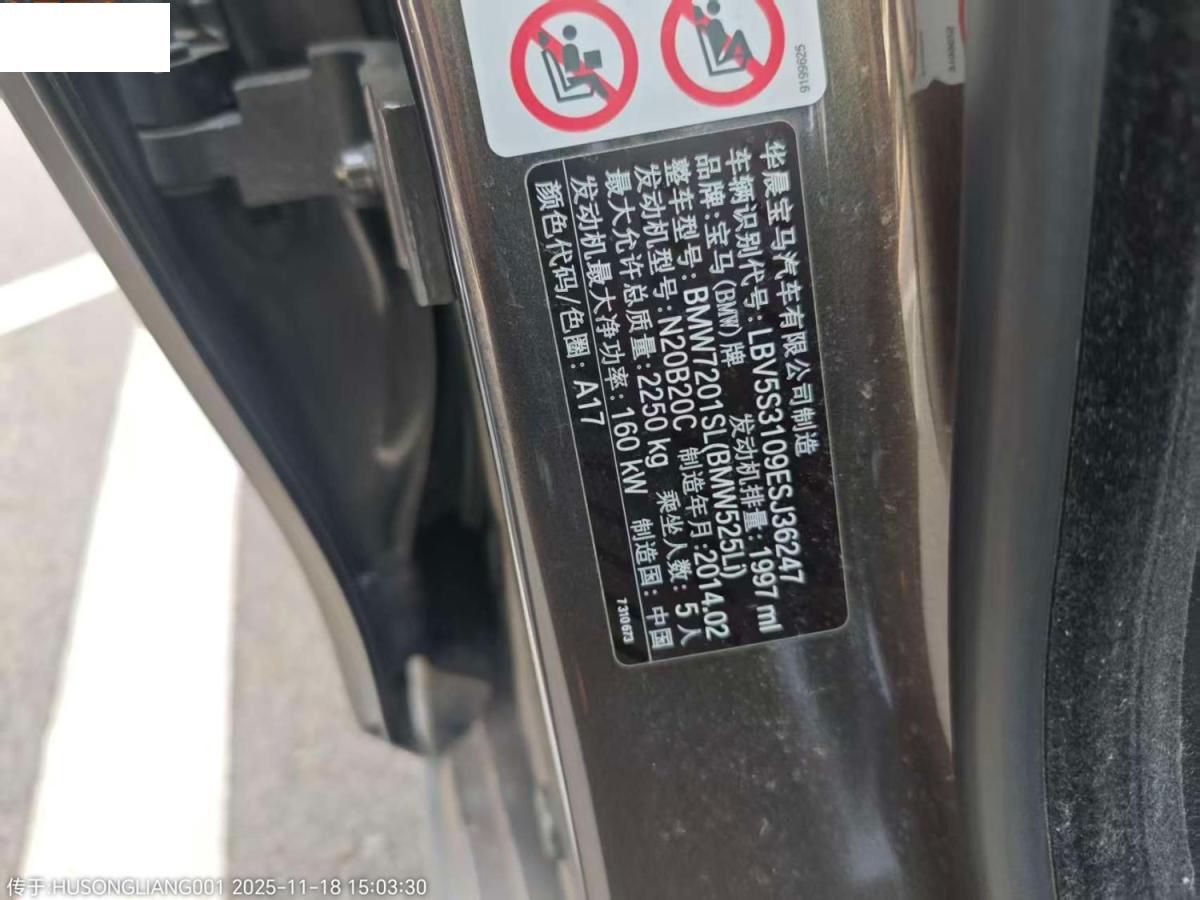 9199625
华晨宝马汽车有限公司制造
车辆识别代号:LBV5S3109ESJ36247
品牌:宝马(BMW)牌 发动机排量:1997 ml
整车型号:BMW7201SL(BMW525Li)
发动机型号:N20B20C 制造年月:2014.02
最大允许总质量:2250 kg 乘坐人数:5人
发动机最大净功率:160 kW 制造国:中国
颜色代码/色圈:A17
7310673
传于:HUSONGLIANG001 2025-11-18 15:03:30